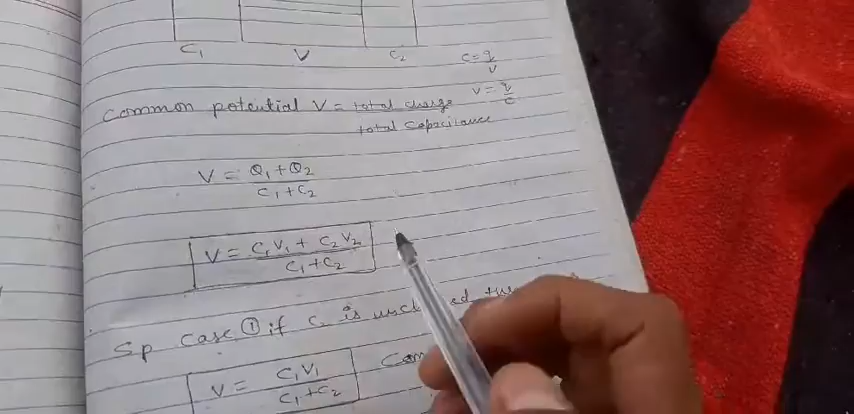 C₁ V C₂ C = q/V
V = q/C
Common potential V = total charge / total capacitance
V = Q₁ + Q₂ / C₁ + C₂
V = C₁V₁ + C₂V₂ / C₁ + C₂
Sp case ① if C₂ is
V = C₁V₁ / C₁ + C₂